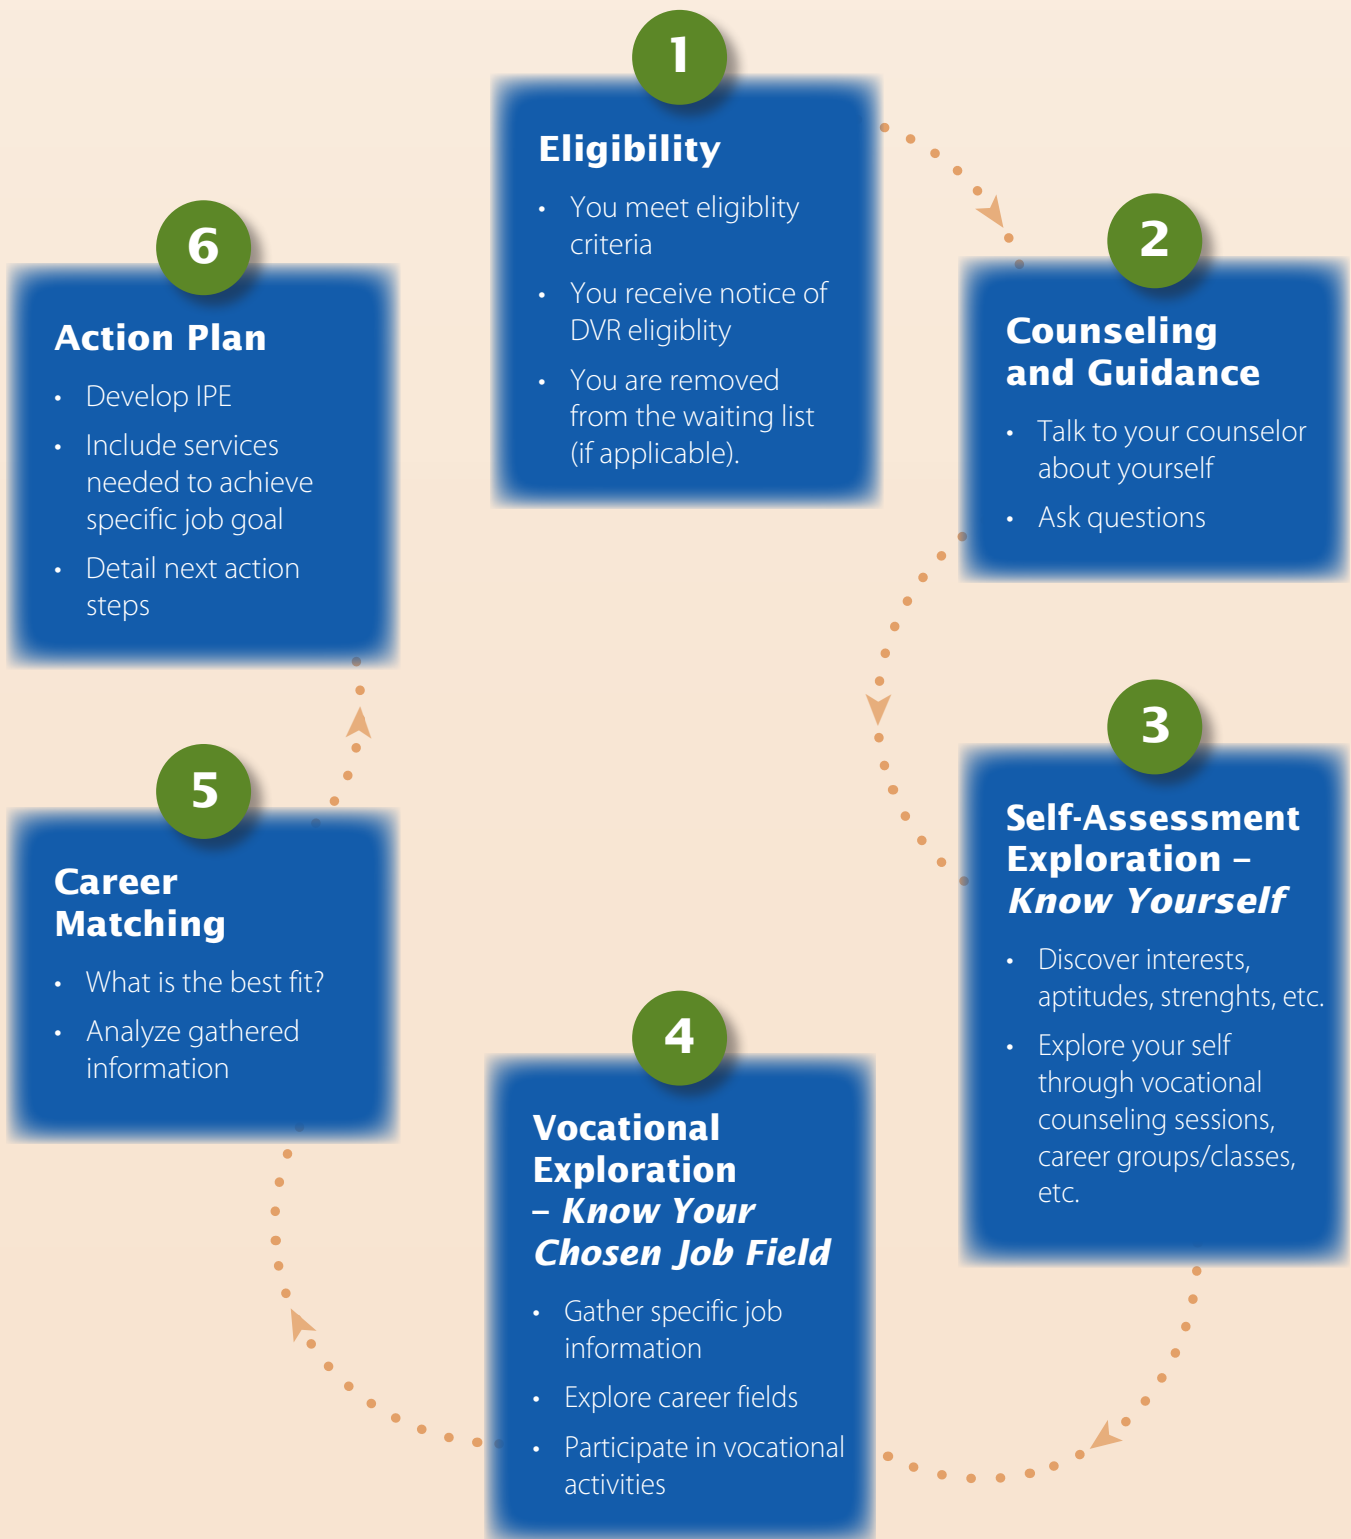 1
Eligibility
• You meet eligiblity
criteria
• You receive notice of
DVR eligiblity
• You are removed
from the waiting list
(if applicable).
2
Counseling
and Guidance
• Talk to your counselor
about yourself
• Ask questions
3
Self-Assessment
Exploration –
Know Yourself
• Discover interests,
aptitudes, strenghts, etc.
• Explore your self
through vocational
counseling sessions,
career groups/classes,
etc.
4
Vocational
Exploration
– Know Your
Chosen Job Field
• Gather specific job
information
• Explore career fields
• Participate in vocational
activities
5
Career
Matching
• What is the best fit?
• Analyze gathered
information
6
Action Plan
• Develop IPE
• Include services
needed to achieve
specific job goal
• Detail next action
steps